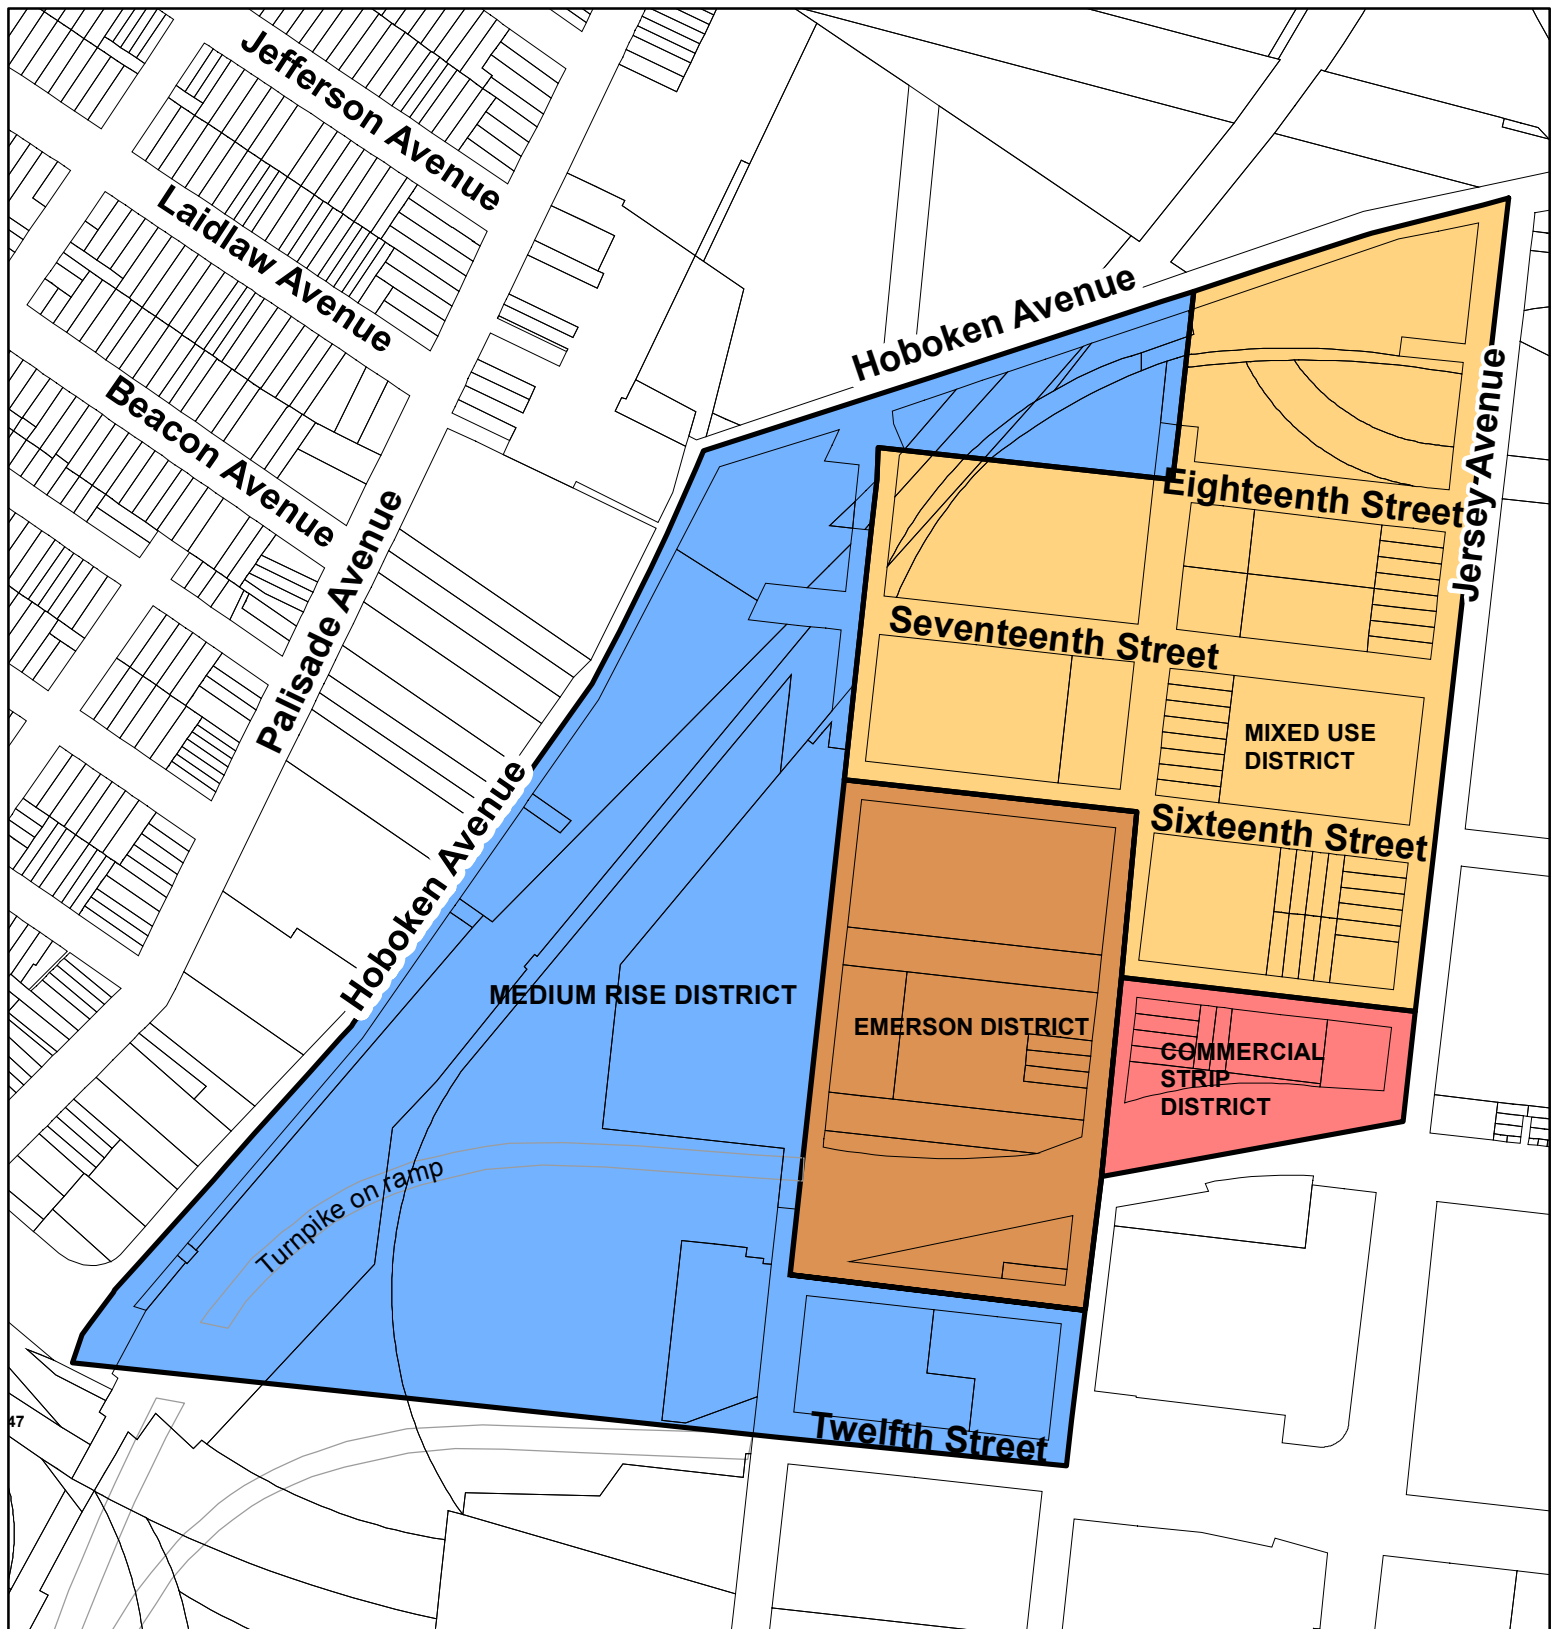 Jefferson Avenue
Laidlaw Avenue
Hoboken Avenue
Beacon Avenue
Jersey Avenue
Eighteenth Street
Palisade Avenue
Seventeenth Street
MIXED USE
DISTRICT
Hoboken Avenue
Sixteenth Street
MEDIUM RISE DISTRICT
EMERSON DISTRICT
COMMERCIAL
STRIP
DISTRICT
Turnpike on ramp
47
Twelfth Street